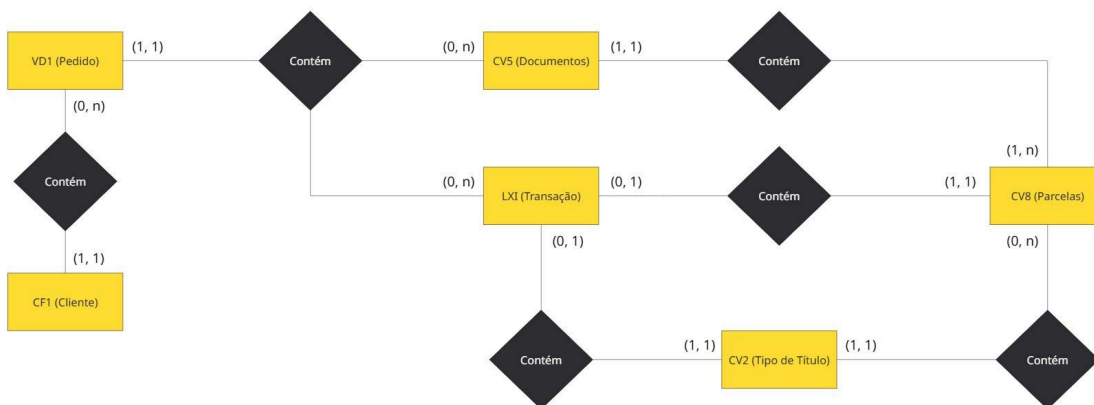 VD1 (Pedido)
(1, 1)
Contém
(0, n)
CV5 (Documentos)
(1, 1)
Contém
(0, n)
Contém
(1, n)
(0, n)
LXI (Transação)
(0, 1)
Contém
(1, 1)
CV8 (Parcelas)
(0, 1)
(0, n)
(1, 1)
CF1 (Cliente)
Contém
(1, 1)
CV2 (Tipo de Título)
(1, 1)
Contém